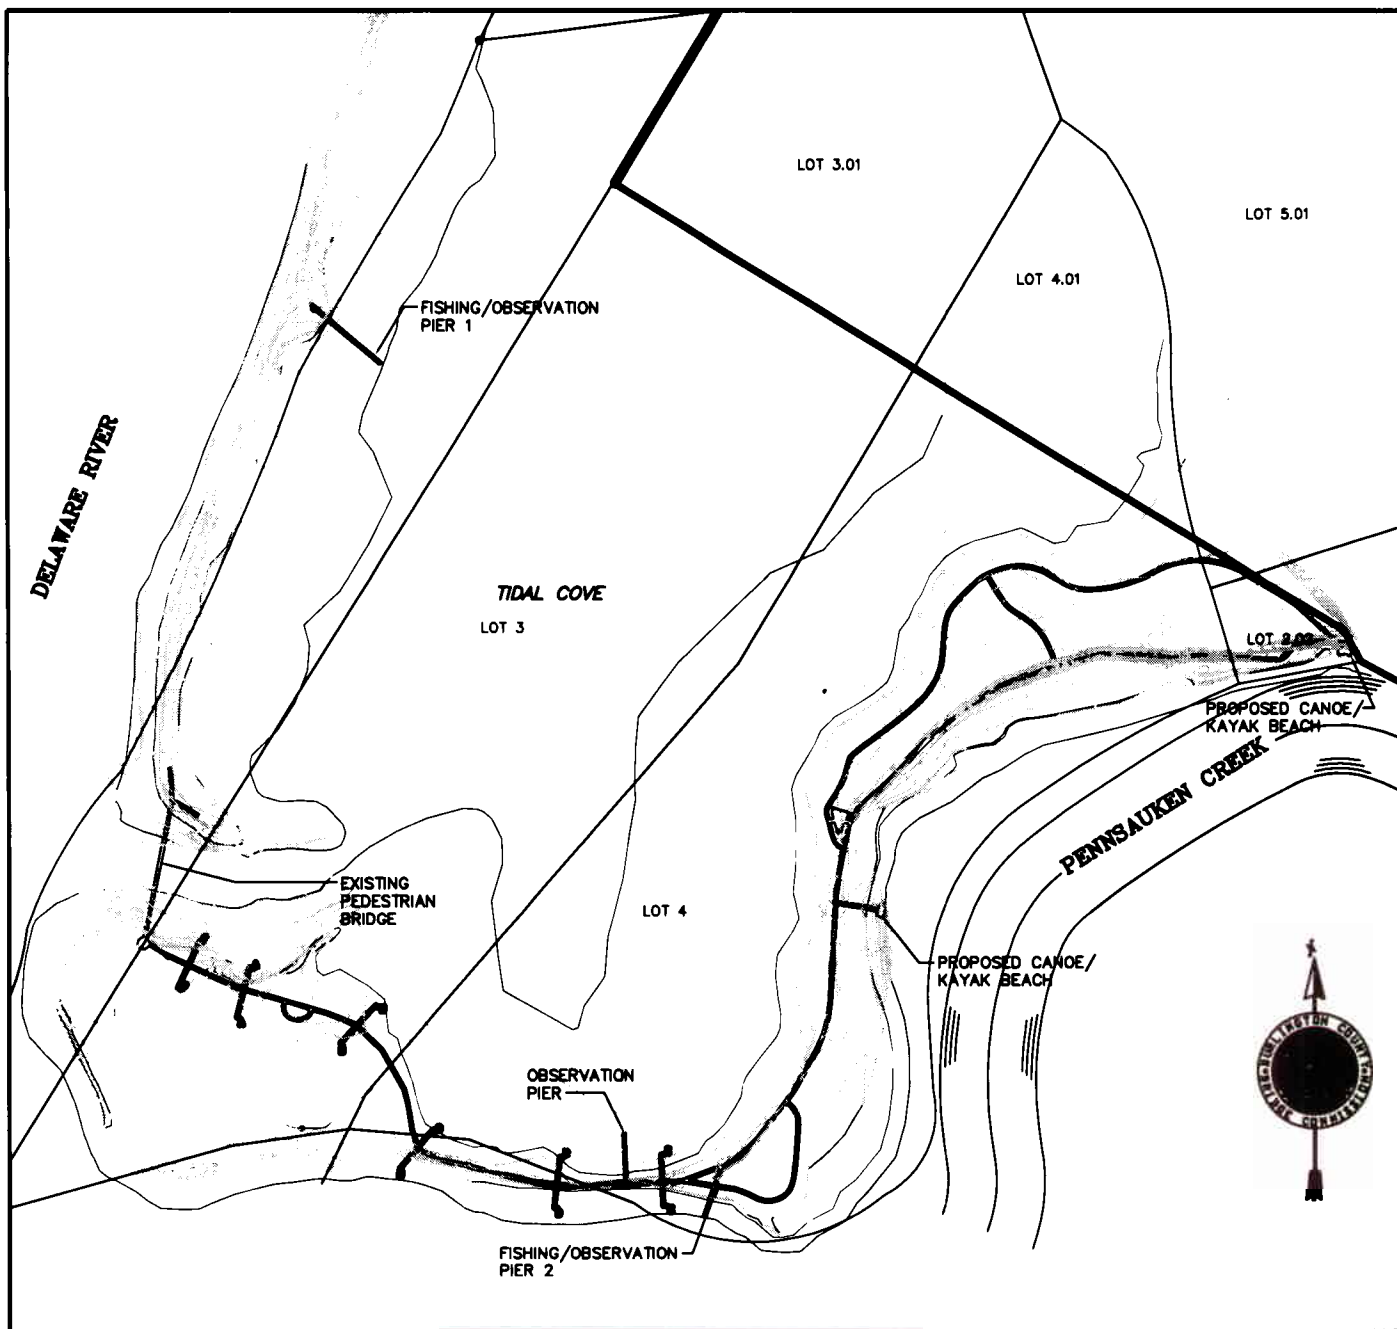 LOT 3.01
LOT 5.01
LOT 4.01
FISHING/OBSERVATION
PIER 1
DELAWARE RIVER
TIDAL COVE
LOT 3
LOT 2.02
PROPOSED CANOE/
KAYAK BEACH
PENNSAUKEN CREEK
EXISTING
PEDESTRIAN
BRIDGE
LOT 4
PROPOSED CANOE/
KAYAK BEACH
BURLINGTON COUNTY
BRIDGE COMMISSION
OBSERVATION
PIER
FISHING/OBSERVATION
PIER 2